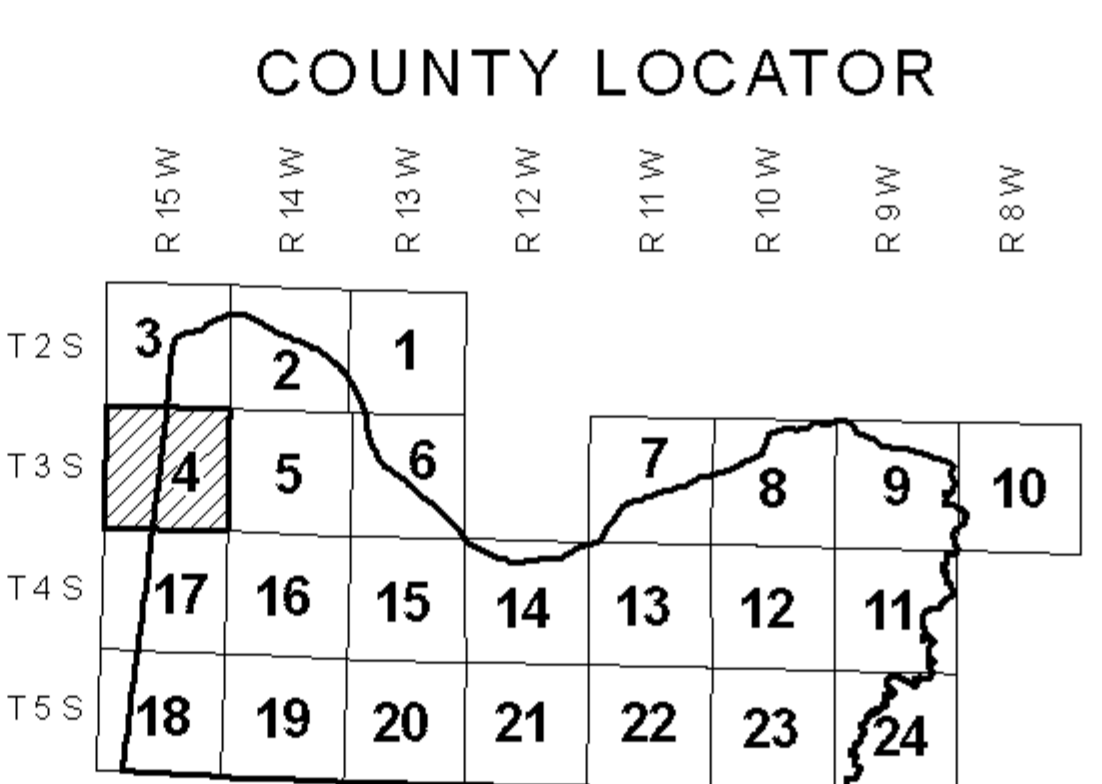 COUNTY LOCATOR
R 15 W R 14 W R 13 W R 12 W R 11 W R 10 W R 9 W R 8 W
T 2 S 3 2 1
T 3 S 4 5 6 7 8 9 10
T 4 S 17 16 15 14 13 12 11
T 5 S 18 19 20 21 22 23 24